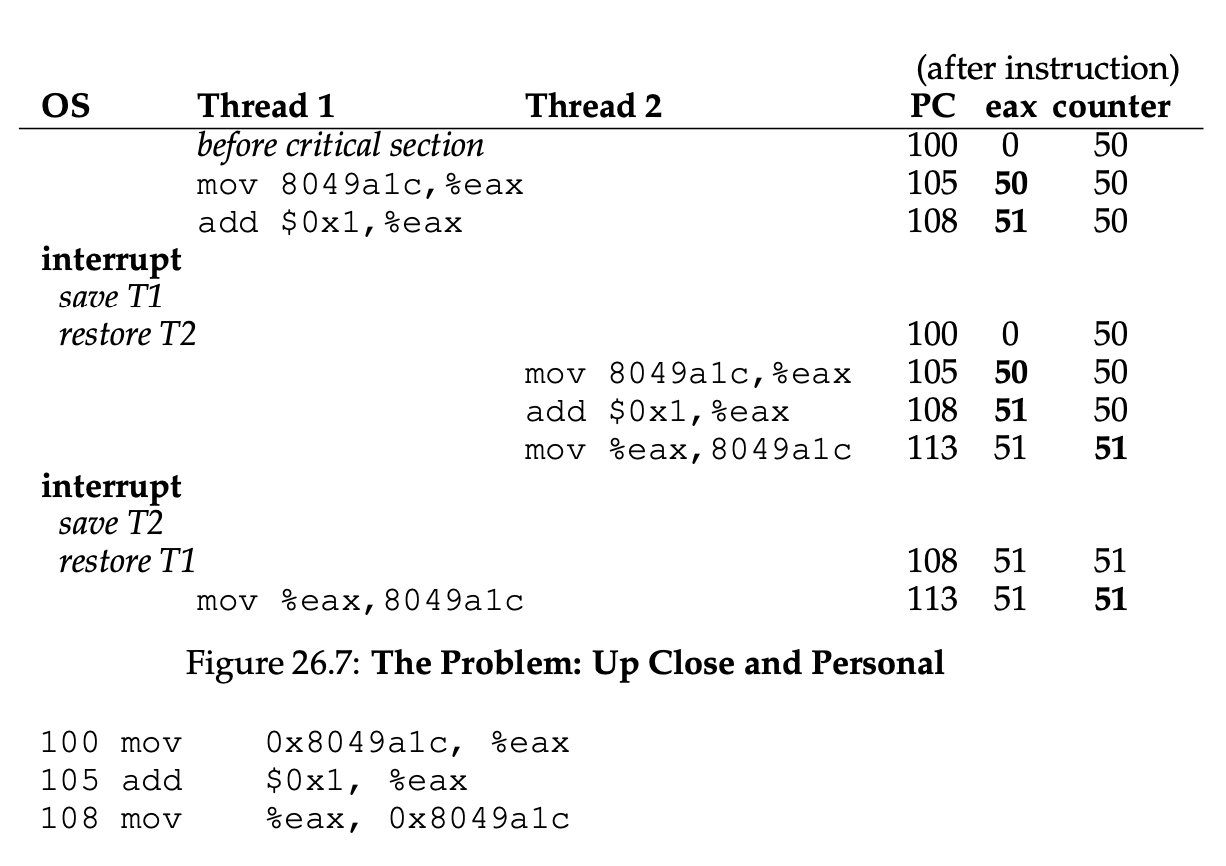 (after instruction)
OS Thread 1 Thread 2 PC eax counter
before critical section 100 0 50
mov 8049a1c,%eax 105 50 50
add $0x1,%eax 108 51 50
interrupt
save T1
restore T2 100 0 50
mov 8049a1c,%eax 105 50 50
add $0x1,%eax 108 51 50
mov %eax,8049a1c 113 51 51
interrupt
save T2
restore T1 108 51 51
mov %eax,8049a1c 113 51 51
Figure 26.7: The Problem: Up Close and Personal
100 mov 0x8049a1c, %eax
105 add $0x1, %eax
108 mov %eax, 0x8049a1c